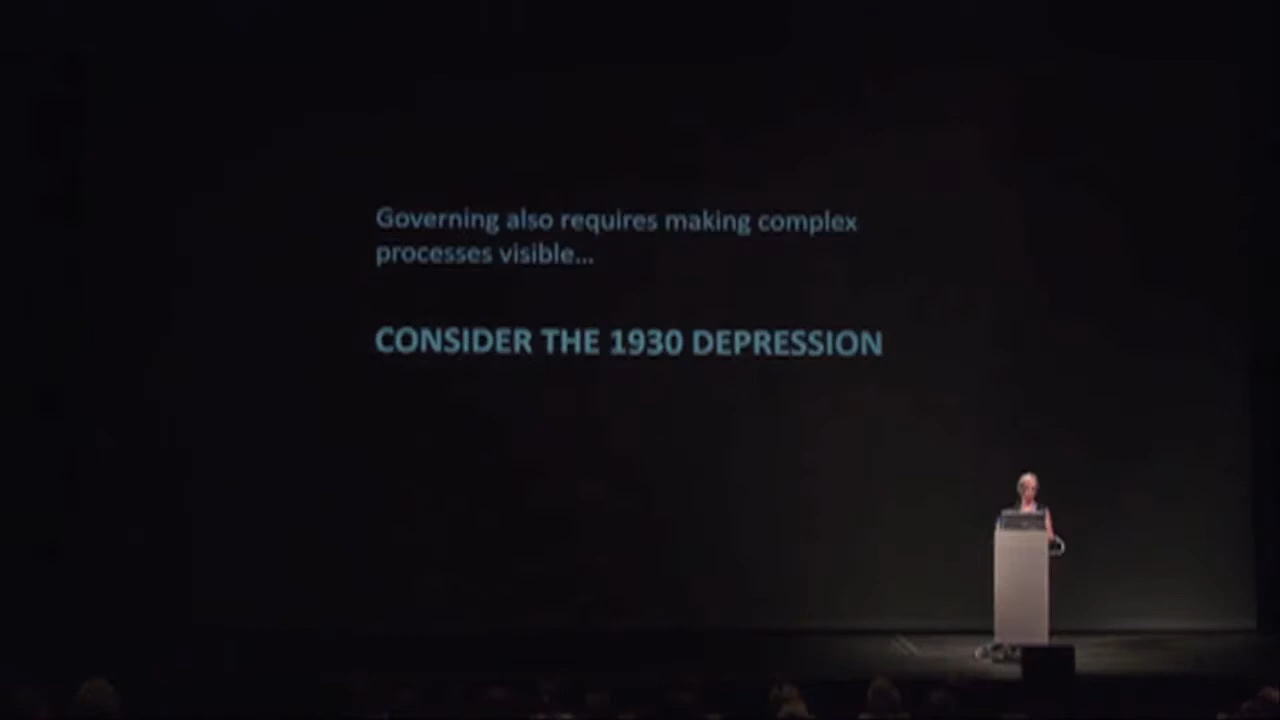 Governing also requires making complex
processes visible...
CONSIDER THE 1930 DEPRESSION